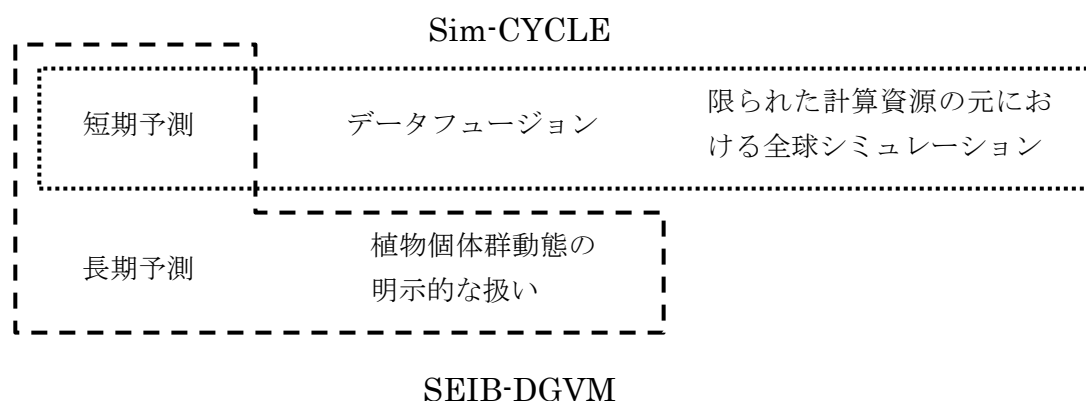 Sim-CYCLE
短期予測
データフュージョン
限られた計算資源の元にお
ける全球シミュレーション
長期予測
植物個体群動態の
明示的な扱い
SEIB-DGVM